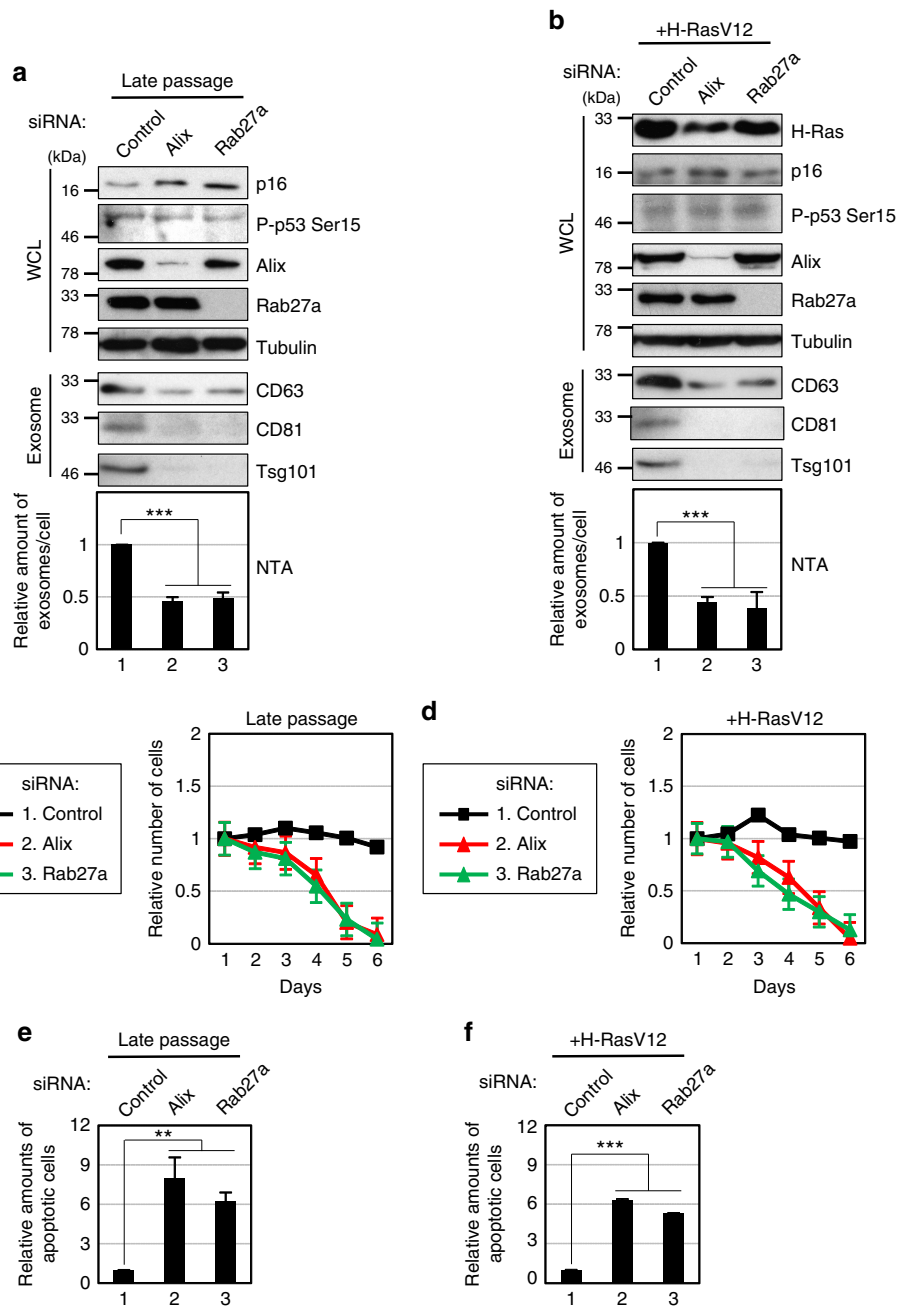 a
Late passage
siRNA:
Control
Alix
Rab27a
(kDa)
WCL
16
p16
46
P-p53 Ser15
78
Alix
33
Rab27a
78
Tubulin
Exosome
33
CD63
33
CD81
46
Tsg101
Relative amount of exosomes/cell
***
1
0.5
0
NTA
1 2 3
b
+H-RasV12
siRNA:
Control
Alix
Rab27a
(kDa)
WCL
33
H-Ras
16
p16
46
P-p53 Ser15
78
Alix
33
Rab27a
78
Tubulin
Exosome
33
CD63
33
CD81
46
Tsg101
Relative amount of exosomes/cell
***
1
0.5
0
NTA
1 2 3
siRNA:
1. Control
2. Alix
3. Rab27a
Late passage
Relative number of cells
2
1.5
1
0.5
0
1 2 3 4 5 6
Days
d
siRNA:
1. Control
2. Alix
3. Rab27a
+H-RasV12
Relative number of cells
2
1.5
1
0.5
0
1 2 3 4 5 6
Days
e
Late passage
siRNA:
Control
Alix
Rab27a
Relative amounts of apoptotic cells
12
9
6
3
0
**
1 2 3
f
+H-RasV12
siRNA:
Control
Alix
Rab27a
Relative amounts of apoptotic cells
12
9
6
3
0
***
1 2 3